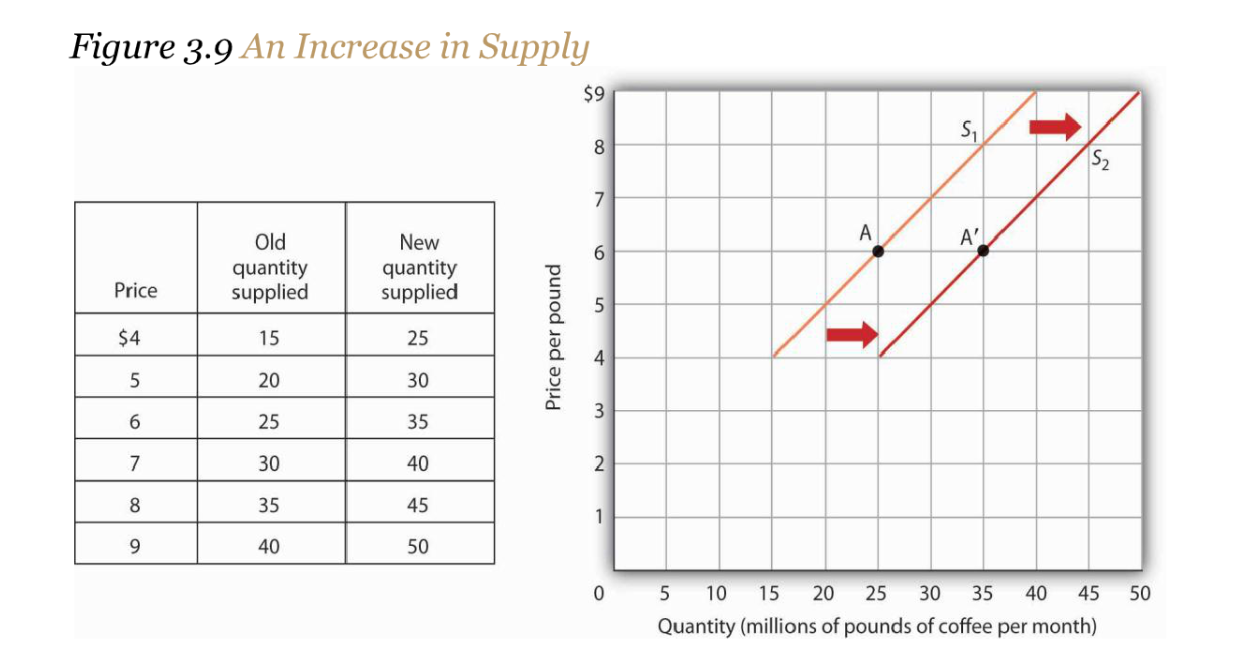 Figure 3.9 An Increase in Supply
Price
Old
quantity
supplied
New
quantity
supplied
$4 15 25
5 20 30
6 25 35
7 30 40
8 35 45
9 40 50
Price per pound
$9
8
7
6
5
4
3
2
1
S1
S2
A
A′
0 5 10 15 20 25 30 35 40 45 50
Quantity (millions of pounds of coffee per month)